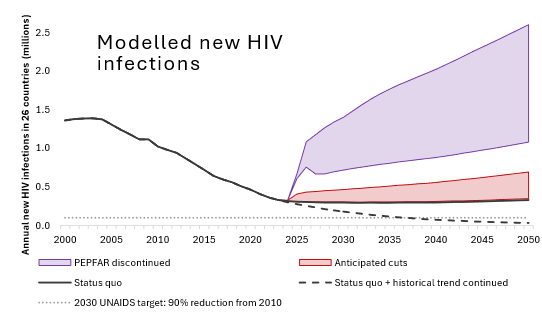 Modelled new HIV
infections
Annual new HIV infections in 26 countries (millions)
2.5
2.0
1.5
1.0
0.5
0.0
2000 2005 2010 2015 2020 2025 2030 2035 2040 2045 2050
PEPFAR discontinued Anticipated cuts
Status quo Status quo + historical trend continued
2030 UNAIDS target: 90% reduction from 2010